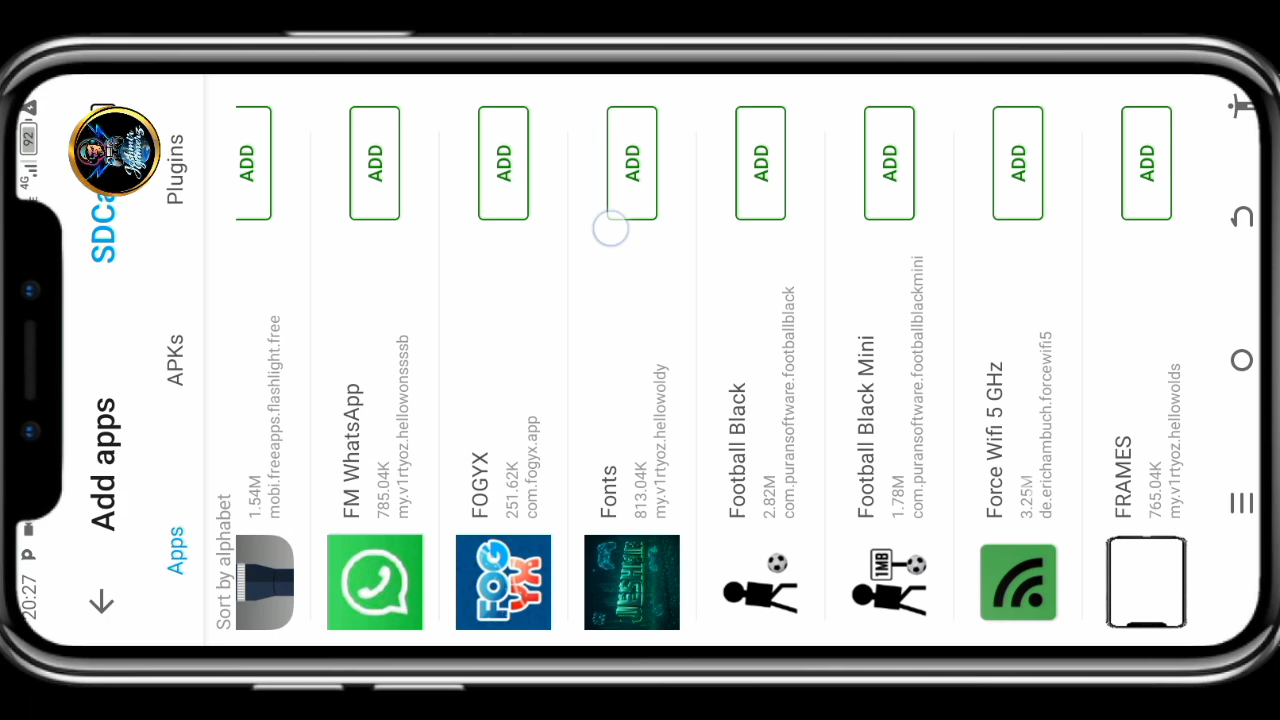 20:27
4G
92
Add apps
SDCa
Apps
APKs
Plugins
Sort by alphabet
1.54M
mobi.freeapps.flashlight.free
ADD
FM WhatsApp
785.04K
my.v1rtyoz.hellowonssssb
ADD
FOGYX
251.62K
com.fogyx.app
FOG
YX
ADD
Fonts
813.04K
my.v1rtyoz.hellowoldy
ADD
Football Black
2.82M
com.puransoftware.footballblack
ADD
Football Black Mini
1.78M
com.puransoftware.footballblackmini
1MB
ADD
Force Wifi 5 GHz
3.25M
de.erichambuch.forcewifi5
ADD
FRAMES
765.04K
my.v1rtyoz.hellowolds
ADD